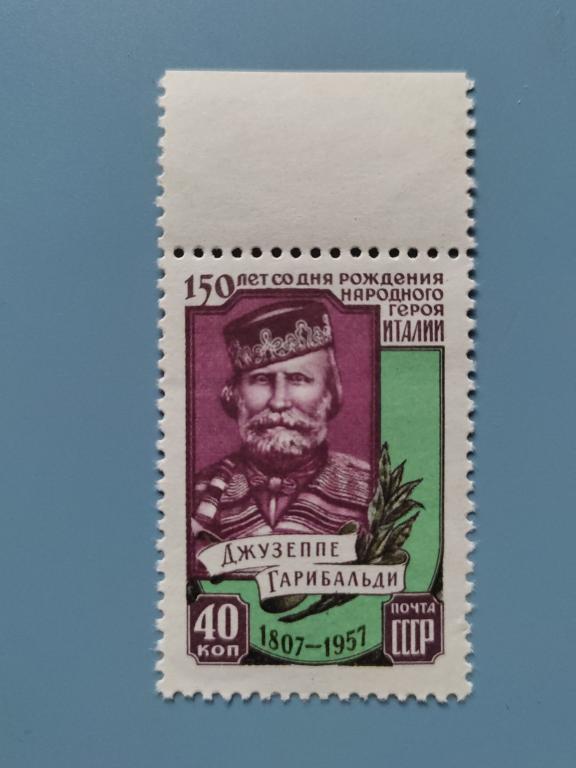 150 ЛЕТ СО ДНЯ РОЖДЕНИЯ
НАРОДНОГО
ГЕРОЯ
ИТАЛИИ
ДЖУЗЕППЕ
ГАРИБАЛЬДИ
40
КОП
1807-1957
ПОЧТА
СССР